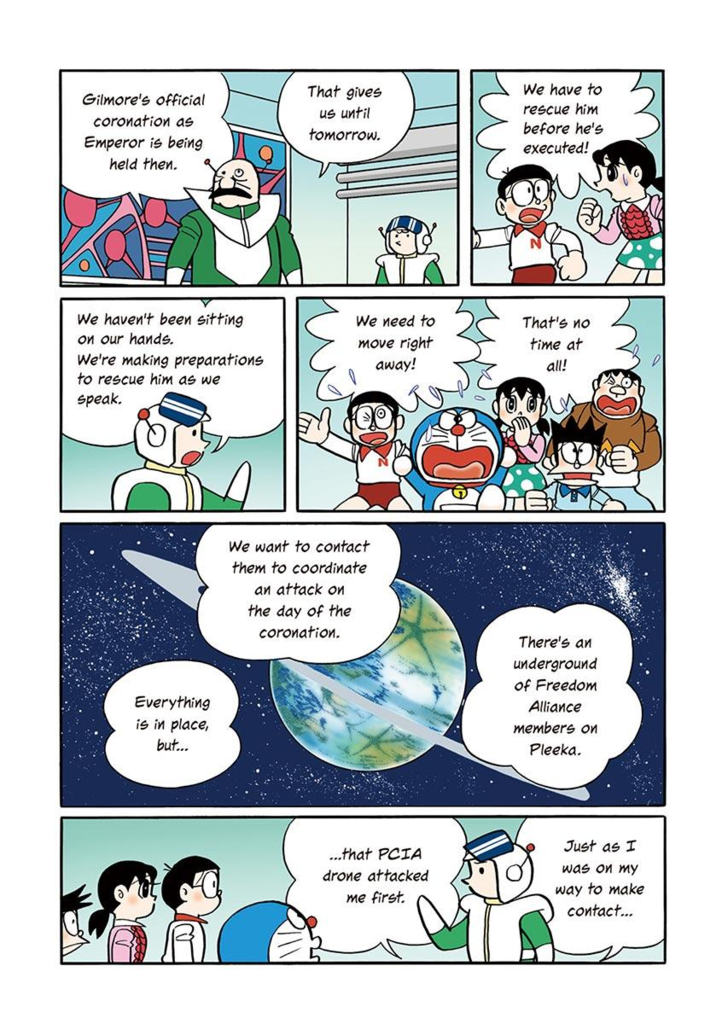 We have to
rescue him
before he's
executed!
N
That gives
us until
tomorrow.
Gilmore's official
coronation as
Emperor is being
held then.
That's no
time at
all!
We need to
move right
away!
N
We haven't been sitting
on our hands.
We're making preparations
to rescue him as we
speak.
There's an
underground
of Freedom
Alliance
members on
Pleeka.
We want to contact
them to coordinate
an attack on
the day of the
coronation.
Everything
is in place,
but...
Just as I
was on my
way to make
contact...
...that PCIA
drone attacked
me first.